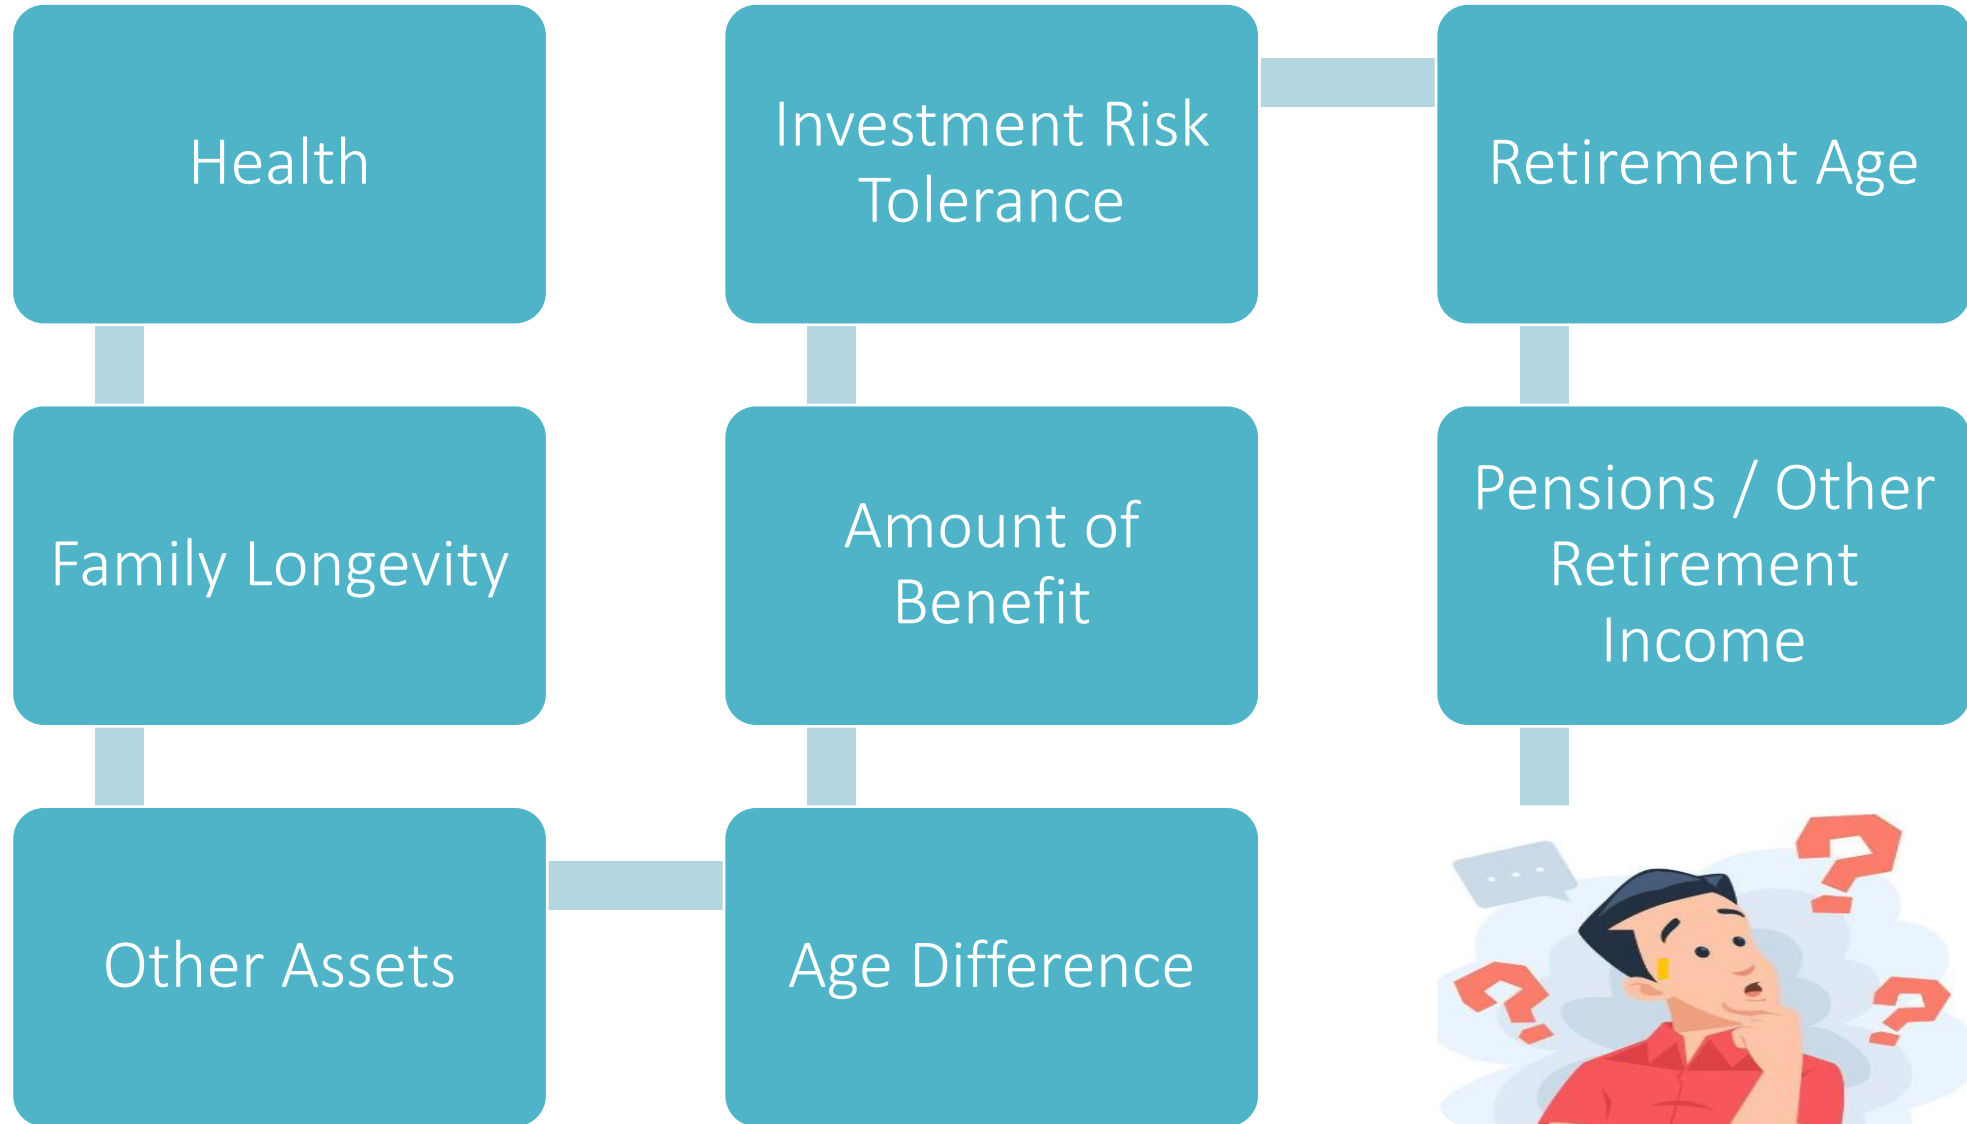 Health
Family Longevity
Other Assets
Age Difference
Amount of
Benefit
Investment Risk
Tolerance
Retirement Age
Pensions / Other
Retirement
Income